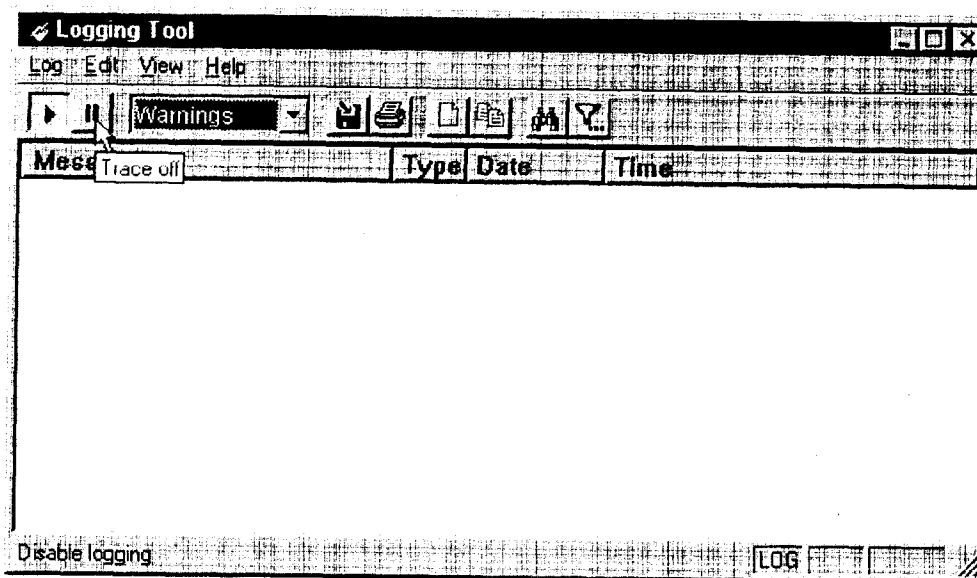 Logging Tool
Log Edit View Help
Warnings
Mess Type Date Time
Trace off
Disable logging
LOG